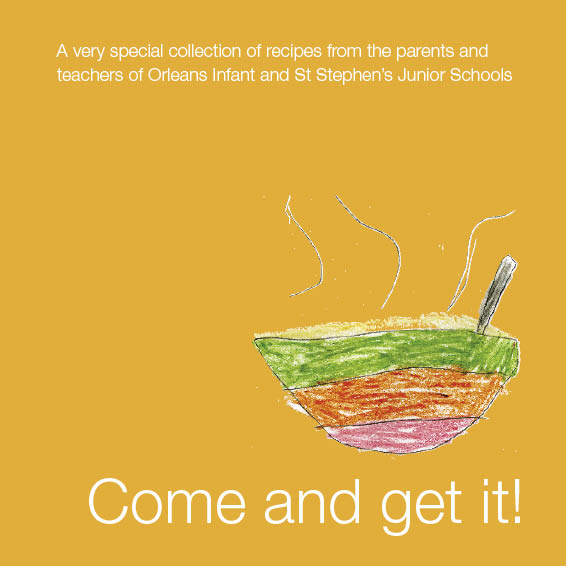 A very special collection of recipes from the parents and
teachers of Orleans Infant and St Stephen’s Junior Schools
Come and get it!